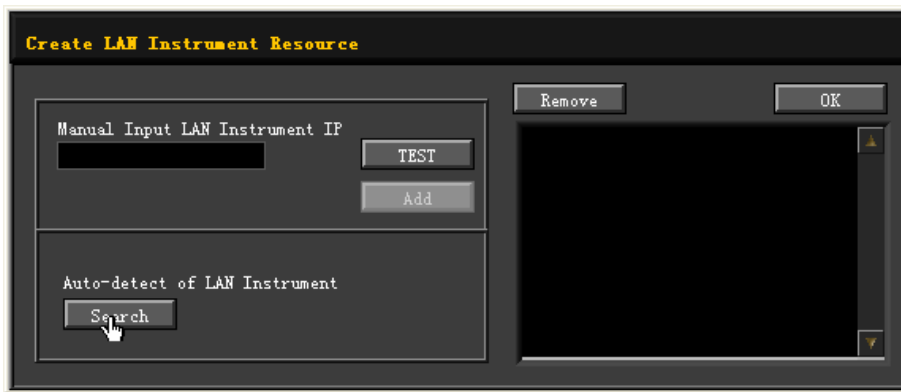 Create LAN Instrument Resource
Remove
OK
Manual Input LAN Instrument IP
TEST
Add
Auto-detect of LAN Instrument
Search